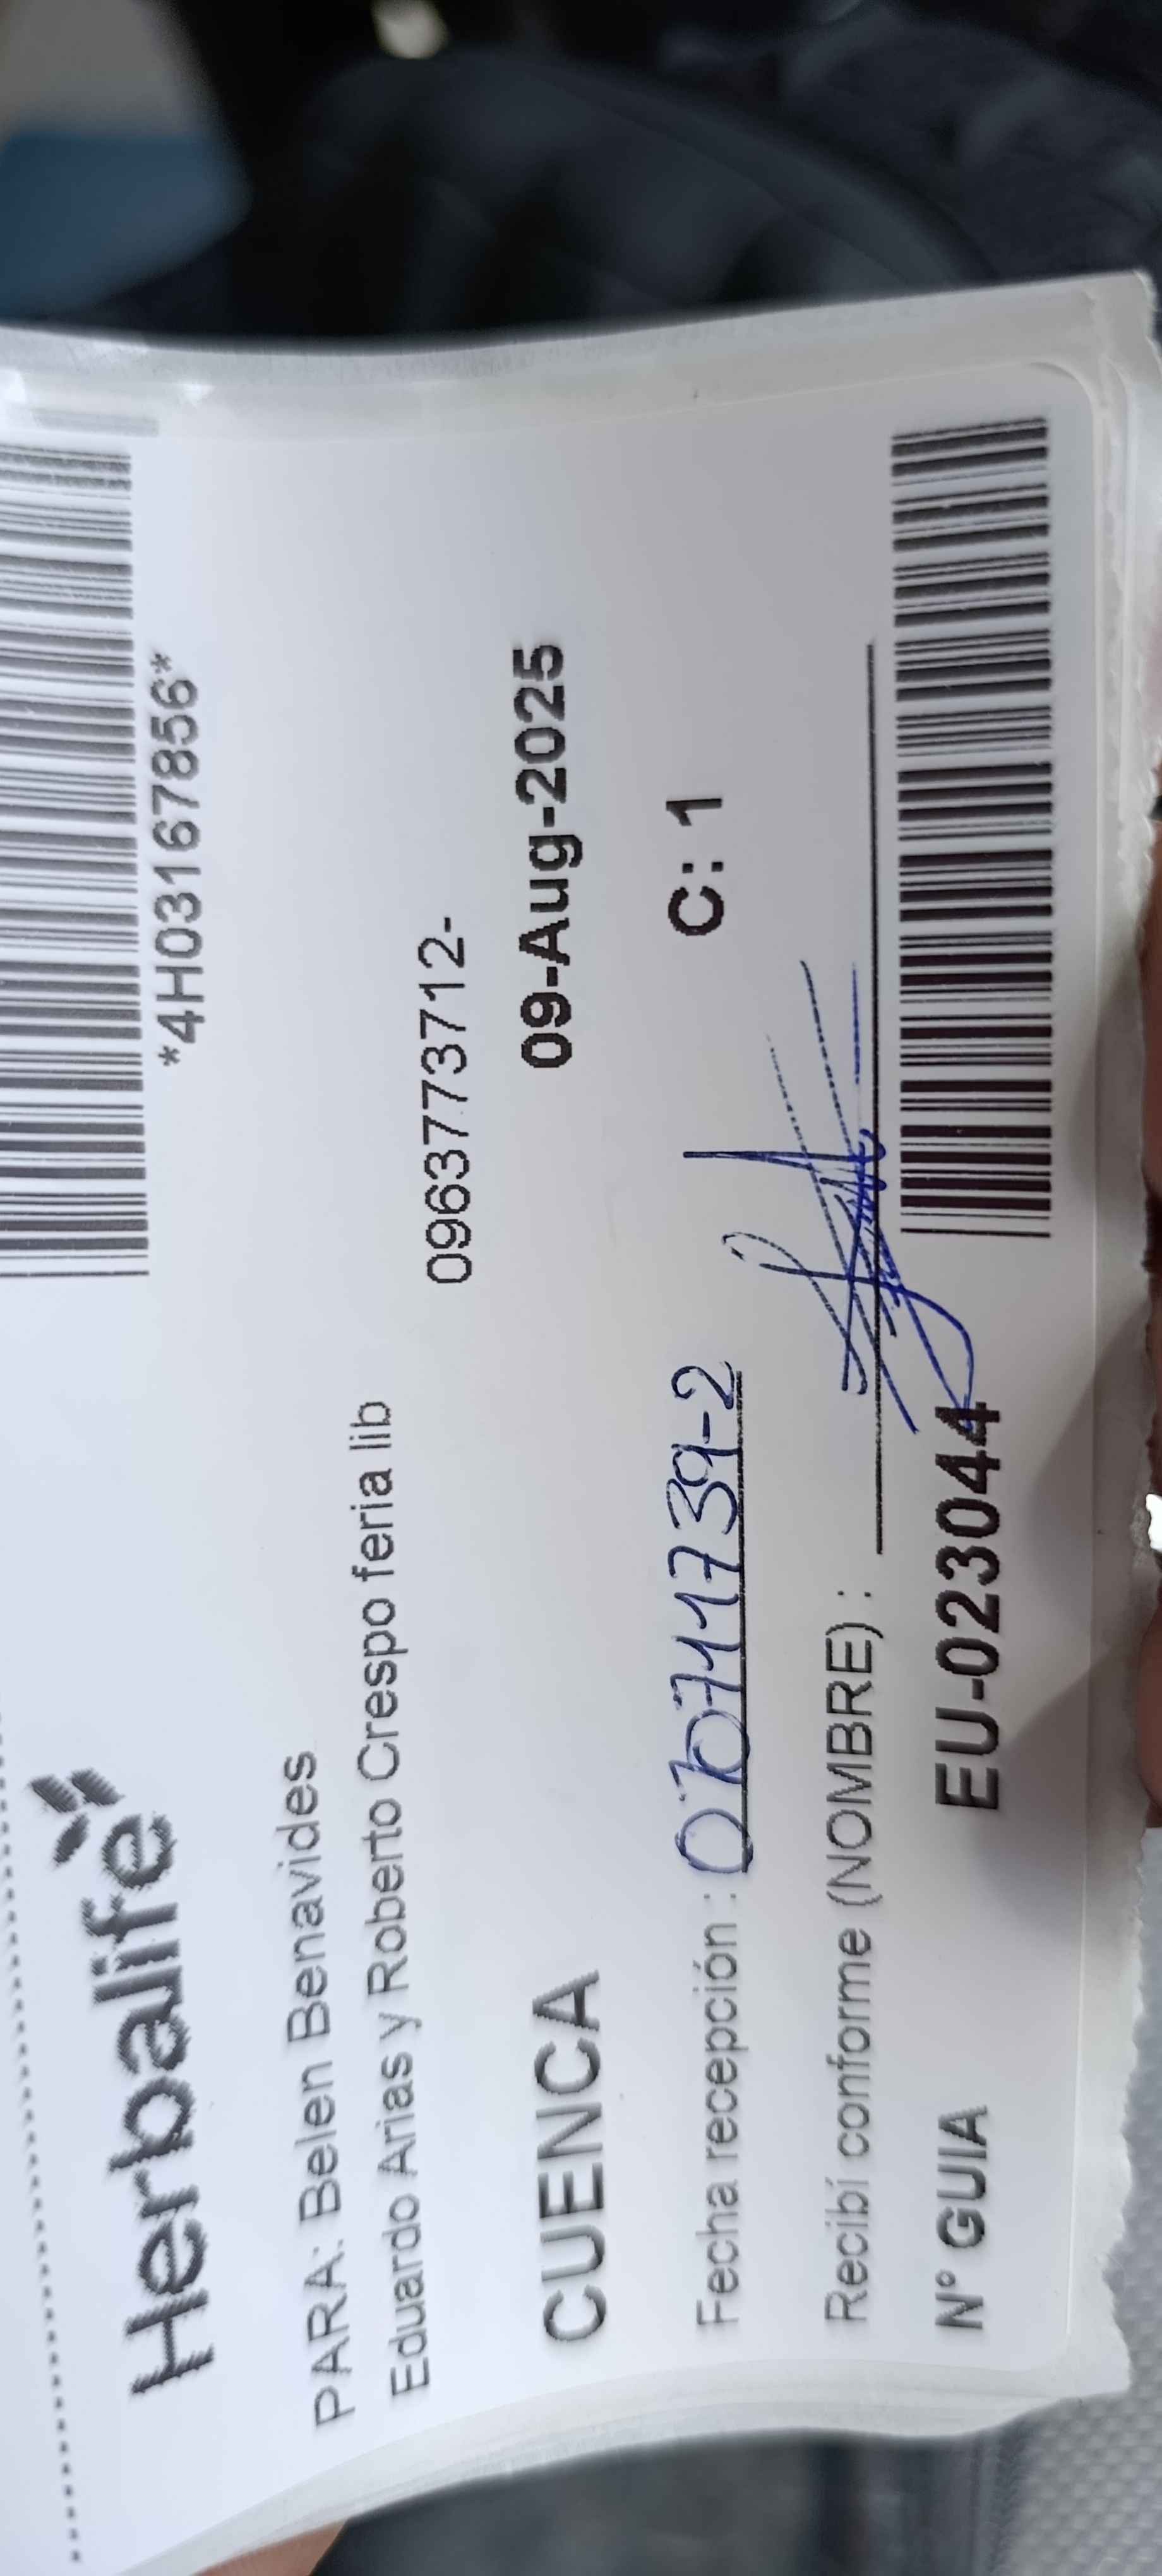 Herbalife
*4H03167856*
PARA: Belen Benavides
Eduardo Arias y Roberto Crespo feria lib
0963773712-
CUENCA 09-Aug-2025
Fecha recepción : C: 1
Recibí conforme (NOMBRE) :
N° GUIA EU-023044